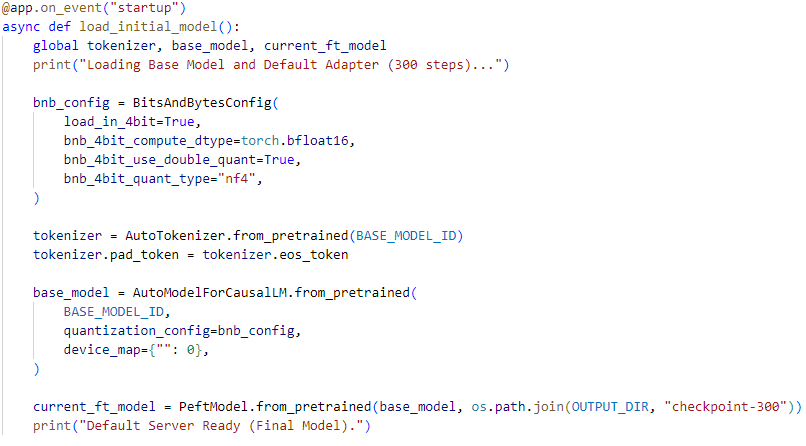 @app.on_event("startup")
async def load_initial_model():
    global tokenizer, base_model, current_ft_model
    print("Loading Base Model and Default Adapter (300 steps)...")

    bnb_config = BitsAndBytesConfig(
        load_in_4bit=True,
        bnb_4bit_compute_dtype=torch.bfloat16,
        bnb_4bit_use_double_quant=True,
        bnb_4bit_quant_type="nf4",
    )

    tokenizer = AutoTokenizer.from_pretrained(BASE_MODEL_ID)
    tokenizer.pad_token = tokenizer.eos_token

    base_model = AutoModelForCausalLM.from_pretrained(
        BASE_MODEL_ID,
        quantization_config=bnb_config,
        device_map={"": 0},
    )

    current_ft_model = PeftModel.from_pretrained(base_model, os.path.join(OUTPUT_DIR, "checkpoint-300"))
    print("Default Server Ready (Final Model).")